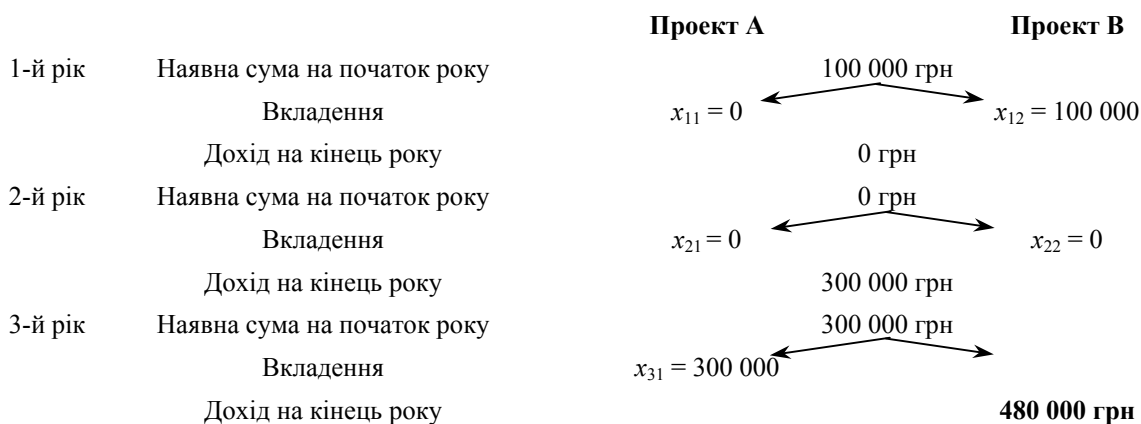 Проект А Проект В
1-й рік Наявна сума на початок року 100 000 грн
Вкладення x11 = 0 x12 = 100 000
Дохід на кінець року 0 грн
2-й рік Наявна сума на початок року 0 грн
Вкладення x21 = 0 x22 = 0
Дохід на кінець року 300 000 грн
3-й рік Наявна сума на початок року 300 000 грн
Вкладення x31 = 300 000
Дохід на кінець року 480 000 грн